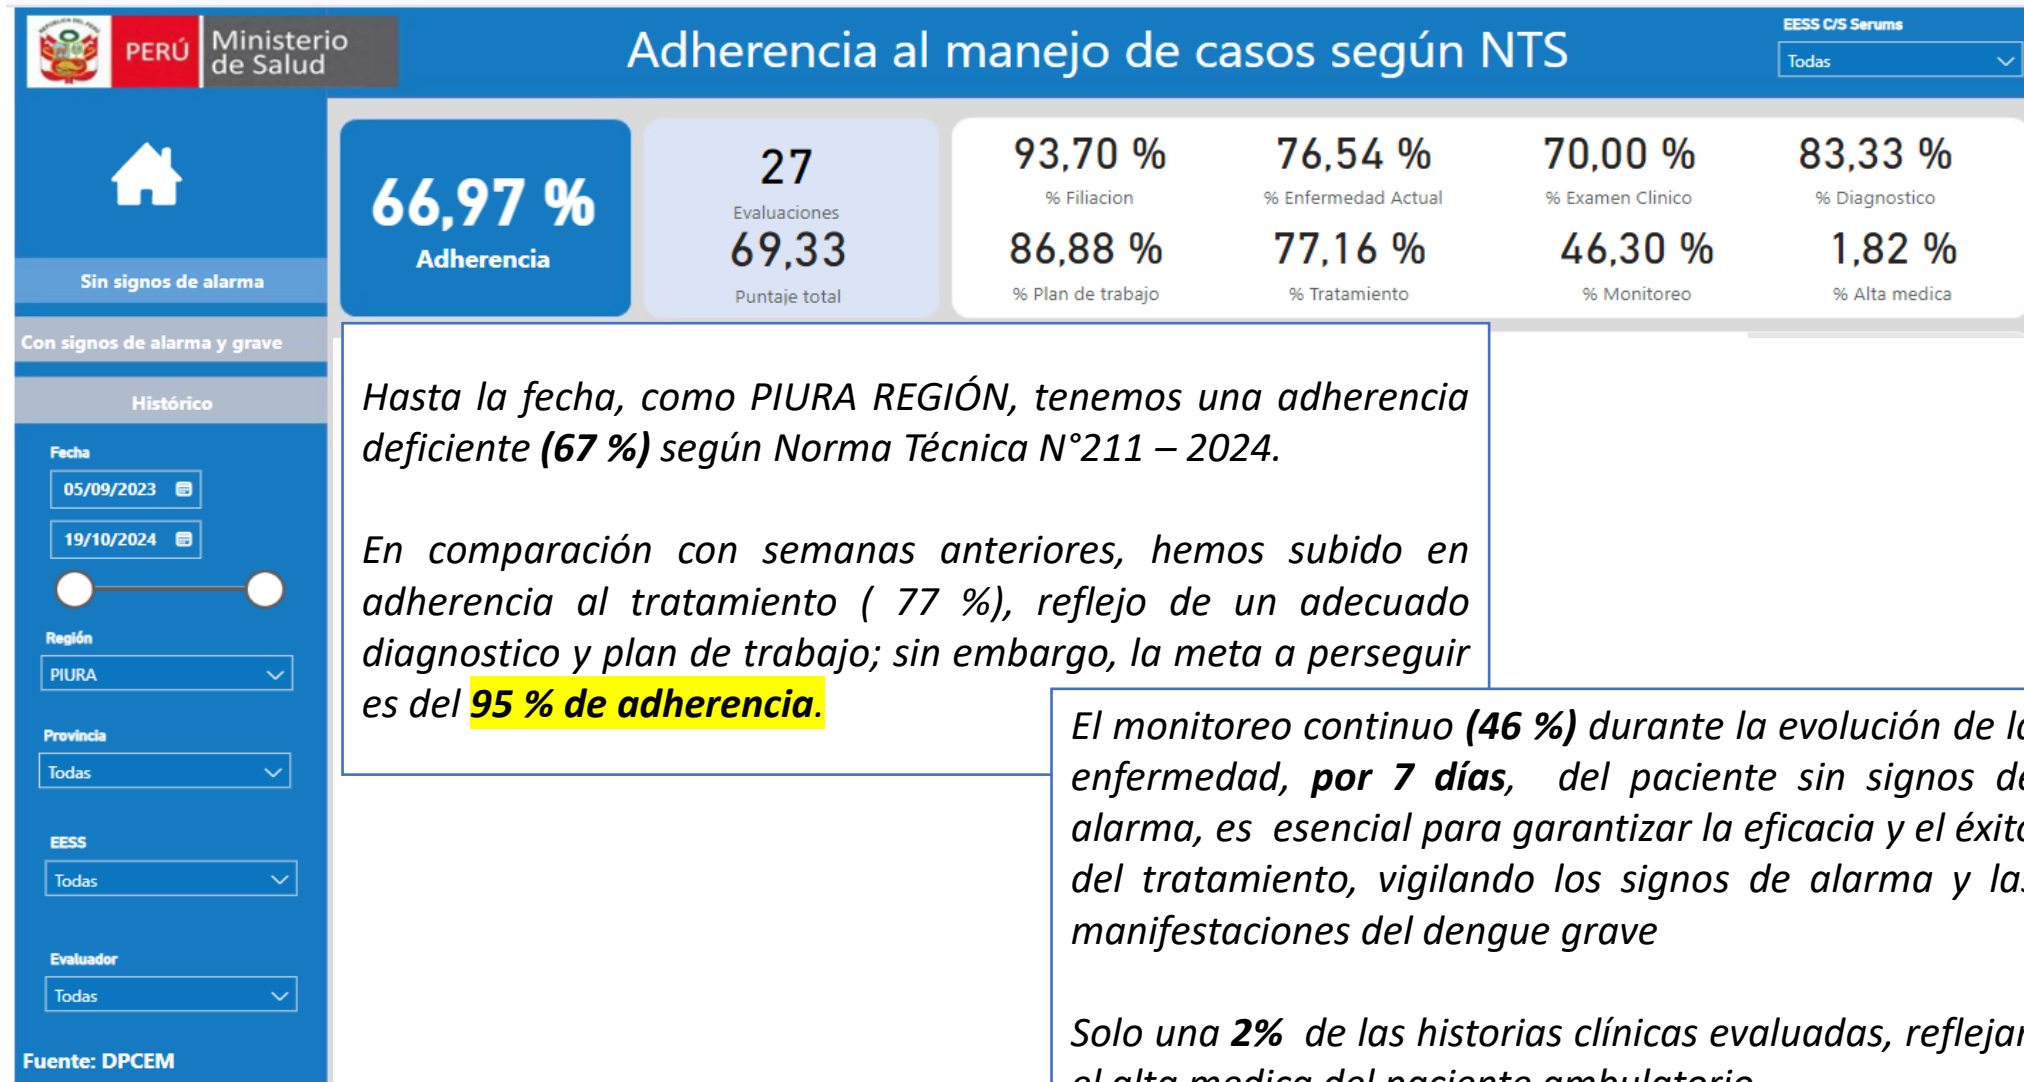 PERÚ
Ministerio
de Salud
Adherencia al manejo de casos según NTS
EESS C/S Serums
Todas
66,97 %
Adherencia
27
Evaluaciones
69,33
Puntaje total
93,70 %
% Filiacion
76,54 %
% Enfermedad Actual
70,00 %
% Examen Clinico
83,33 %
% Diagnostico
86,88 %
% Plan de trabajo
77,16 %
% Tratamiento
46,30 %
% Monitoreo
1,82 %
% Alta medica
Sin signos de alarma
Con signos de alarma y grave
Histórico
Fecha
05/09/2023
19/10/2024
Región
PIURA
Provincia
Todas
EESS
Todas
Evaluador
Todas
Fuente: DPCEM
Hasta la fecha, como PIURA REGIÓN, tenemos una adherencia
deficiente (67 %) según Norma Técnica N°211 – 2024.
En comparación con semanas anteriores, hemos subido en
adherencia al tratamiento ( 77 %), reflejo de un adecuado
diagnostico y plan de trabajo; sin embargo, la meta a perseguir
es del 95 % de adherencia.
El monitoreo continuo (46 %) durante la evolución de la
enfermedad, por 7 días, del paciente sin signos de
alarma, es esencial para garantizar la eficacia y el éxito
del tratamiento, vigilando los signos de alarma y las
manifestaciones del dengue grave
Solo una 2% de las historias clínicas evaluadas, reflejan
el alta medica del paciente ambulatorio